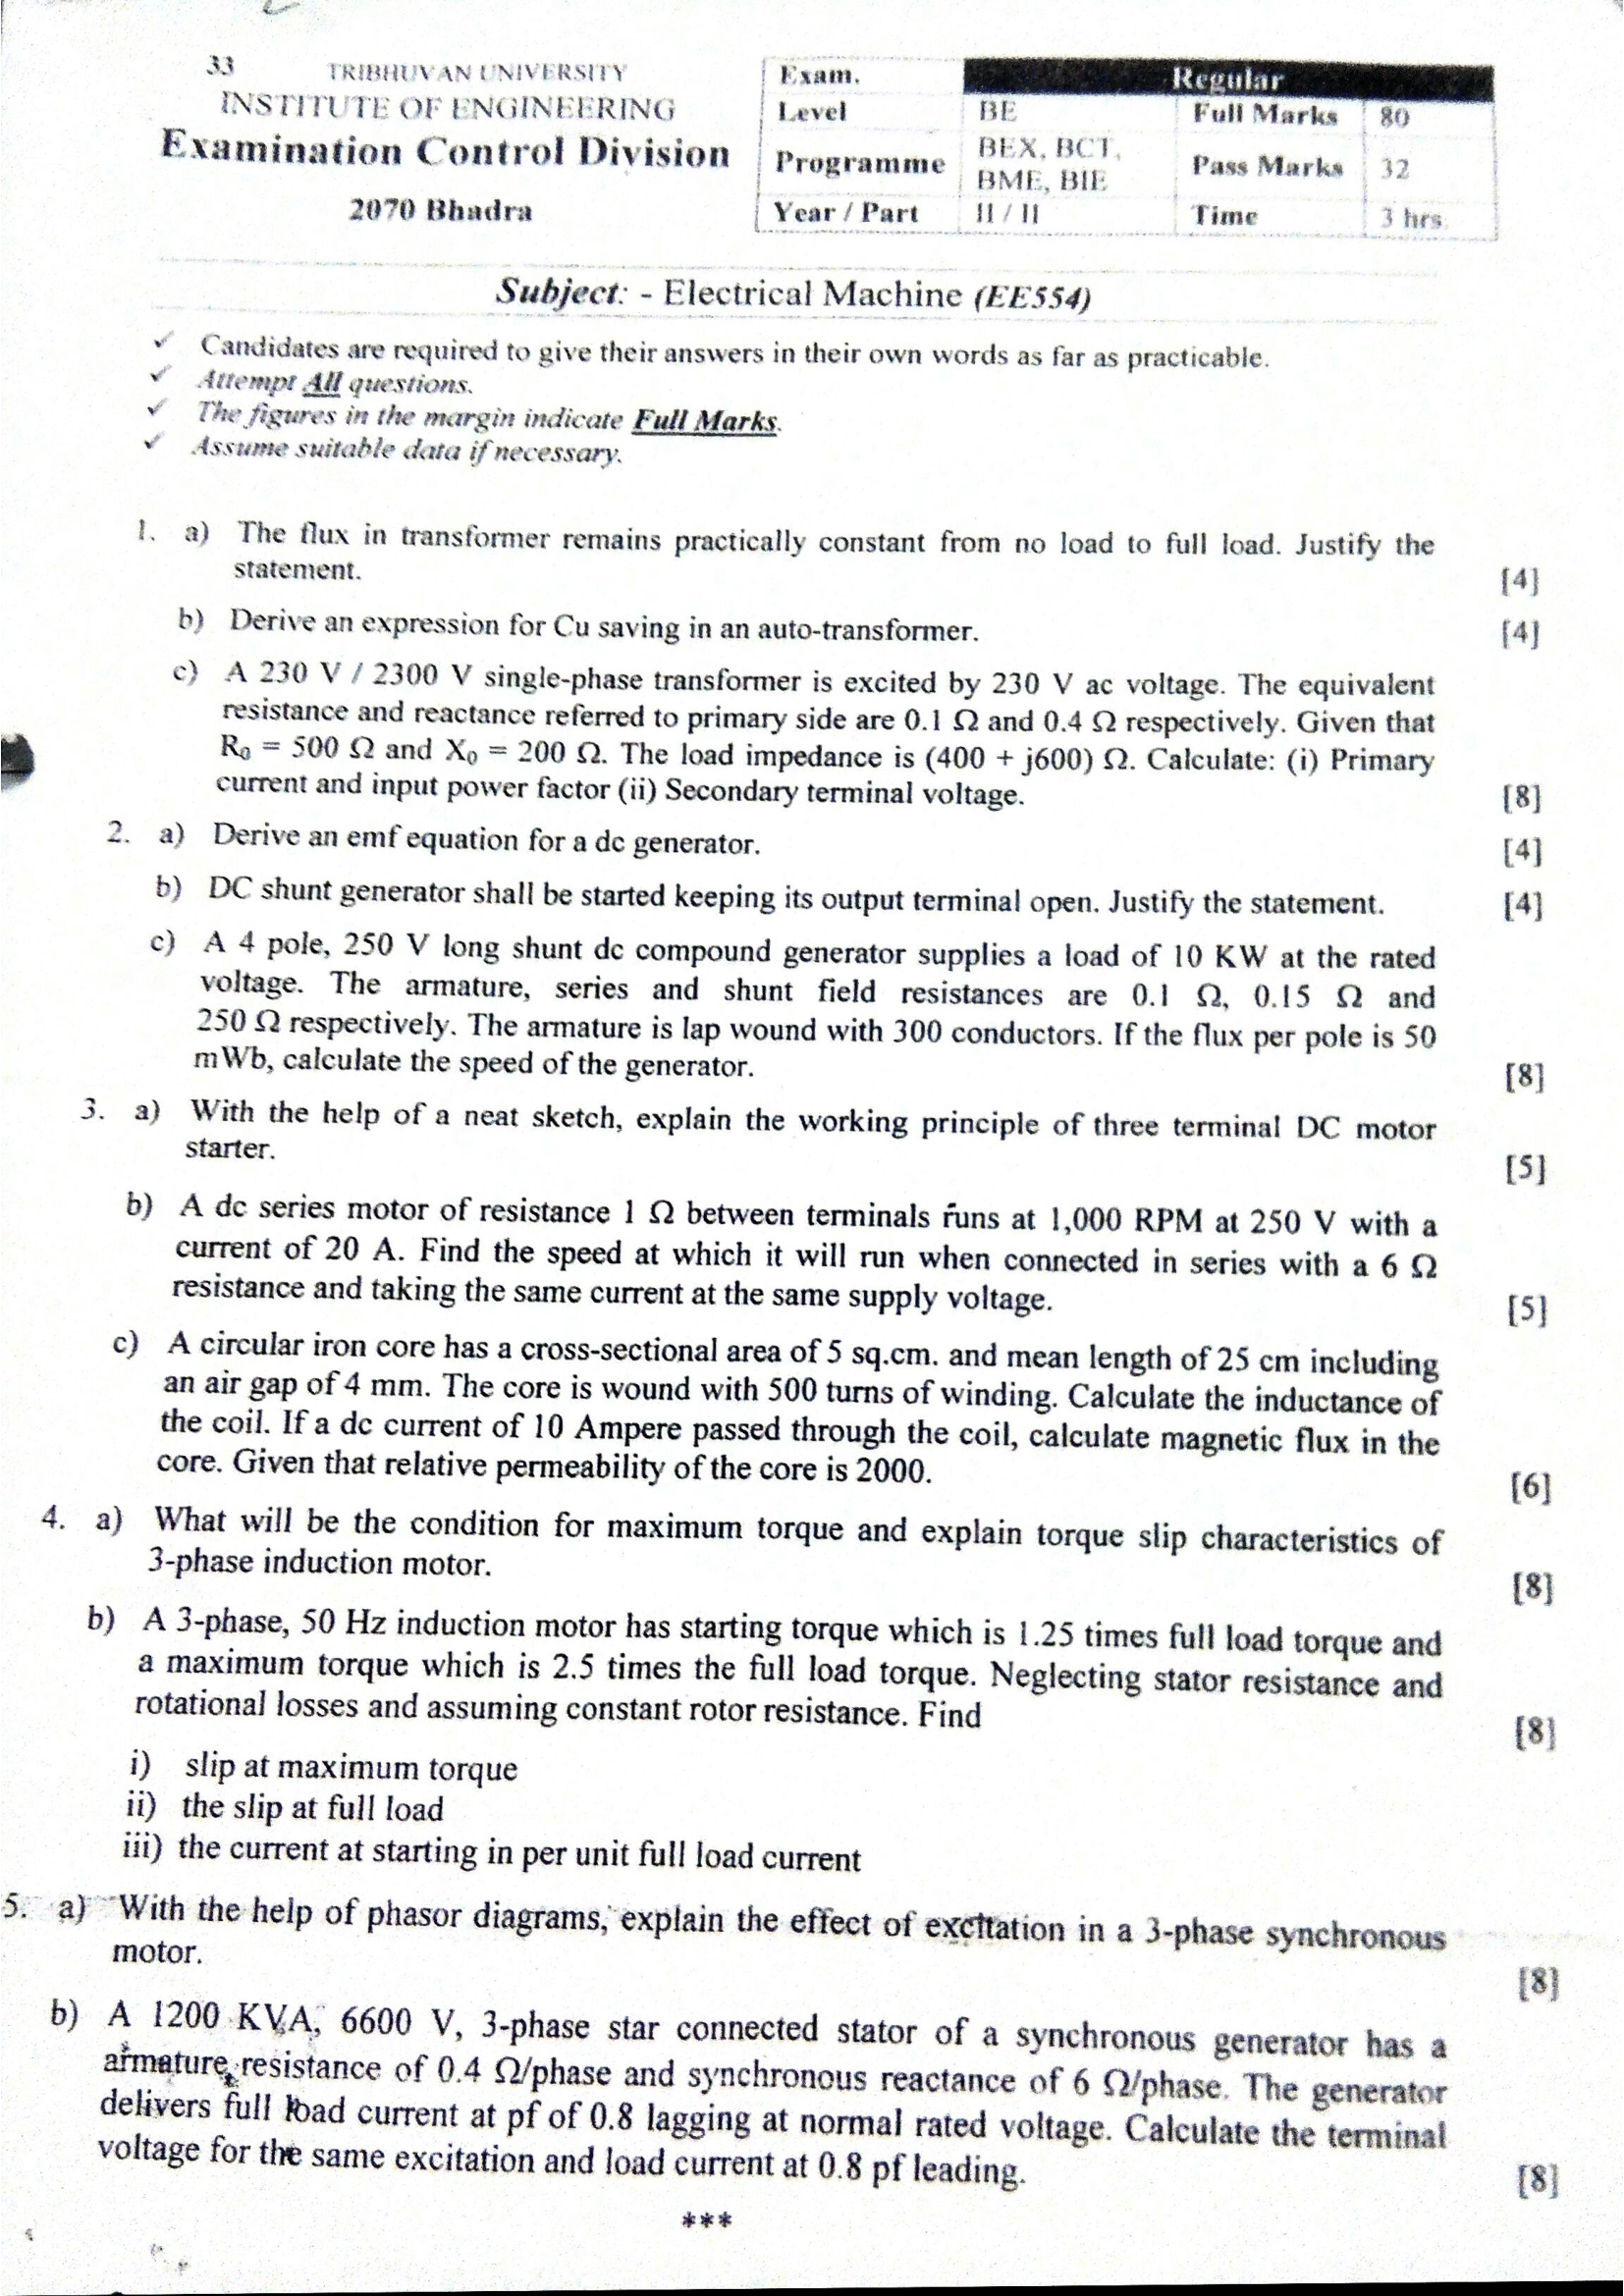 33
TRIBHUVAN UNIVERSITY
INSTITUTE OF ENGINEERING
Examination Control Division
2070 Bhadra
Exam. Regular
Level BE Full Marks 80
Programme BEX, BCT, BME, BIE Pass Marks 32
Year / Part II / II Time 3 hrs.
Subject: - Electrical Machine (EE554)
✓ Candidates are required to give their answers in their own words as far as practicable.
✓ Attempt All questions.
✓ The figures in the margin indicate Full Marks.
✓ Assume suitable data if necessary.
1. a) The flux in transformer remains practically constant from no load to full load. Justify the
statement. [4]
b) Derive an expression for Cu saving in an auto-transformer. [4]
c) A 230 V / 2300 V single-phase transformer is excited by 230 V ac voltage. The equivalent
resistance and reactance referred to primary side are 0.1 Ω and 0.4 Ω respectively. Given that
R₀ = 500 Ω and X₀ = 200 Ω. The load impedance is (400 + j600) Ω. Calculate: (i) Primary
current and input power factor (ii) Secondary terminal voltage. [8]
2. a) Derive an emf equation for a dc generator. [4]
b) DC shunt generator shall be started keeping its output terminal open. Justify the statement. [4]
c) A 4 pole, 250 V long shunt dc compound generator supplies a load of 10 KW at the rated
voltage. The armature, series and shunt field resistances are 0.1 Ω, 0.15 Ω and
250 Ω respectively. The armature is lap wound with 300 conductors. If the flux per pole is 50
mWb, calculate the speed of the generator. [8]
3. a) With the help of a neat sketch, explain the working principle of three terminal DC motor
starter. [5]
b) A dc series motor of resistance 1 Ω between terminals runs at 1,000 RPM at 250 V with a
current of 20 A. Find the speed at which it will run when connected in series with a 6 Ω
resistance and taking the same current at the same supply voltage. [5]
c) A circular iron core has a cross-sectional area of 5 sq.cm. and mean length of 25 cm including
an air gap of 4 mm. The core is wound with 500 turns of winding. Calculate the inductance of
the coil. If a dc current of 10 Ampere passed through the coil, calculate magnetic flux in the
core. Given that relative permeability of the core is 2000. [6]
4. a) What will be the condition for maximum torque and explain torque slip characteristics of
3-phase induction motor. [8]
b) A 3-phase, 50 Hz induction motor has starting torque which is 1.25 times full load torque and
a maximum torque which is 2.5 times the full load torque. Neglecting stator resistance and
rotational losses and assuming constant rotor resistance. Find [8]
i) slip at maximum torque
ii) the slip at full load
iii) the current at starting in per unit full load current
5. a) With the help of phasor diagrams, explain the effect of excitation in a 3-phase synchronous
motor. [8]
b) A 1200 KVA, 6600 V, 3-phase star connected stator of a synchronous generator has a
armature resistance of 0.4 Ω/phase and synchronous reactance of 6 Ω/phase. The generator
delivers full load current at pf of 0.8 lagging at normal rated voltage. Calculate the terminal
voltage for the same excitation and load current at 0.8 pf leading. [8]
***